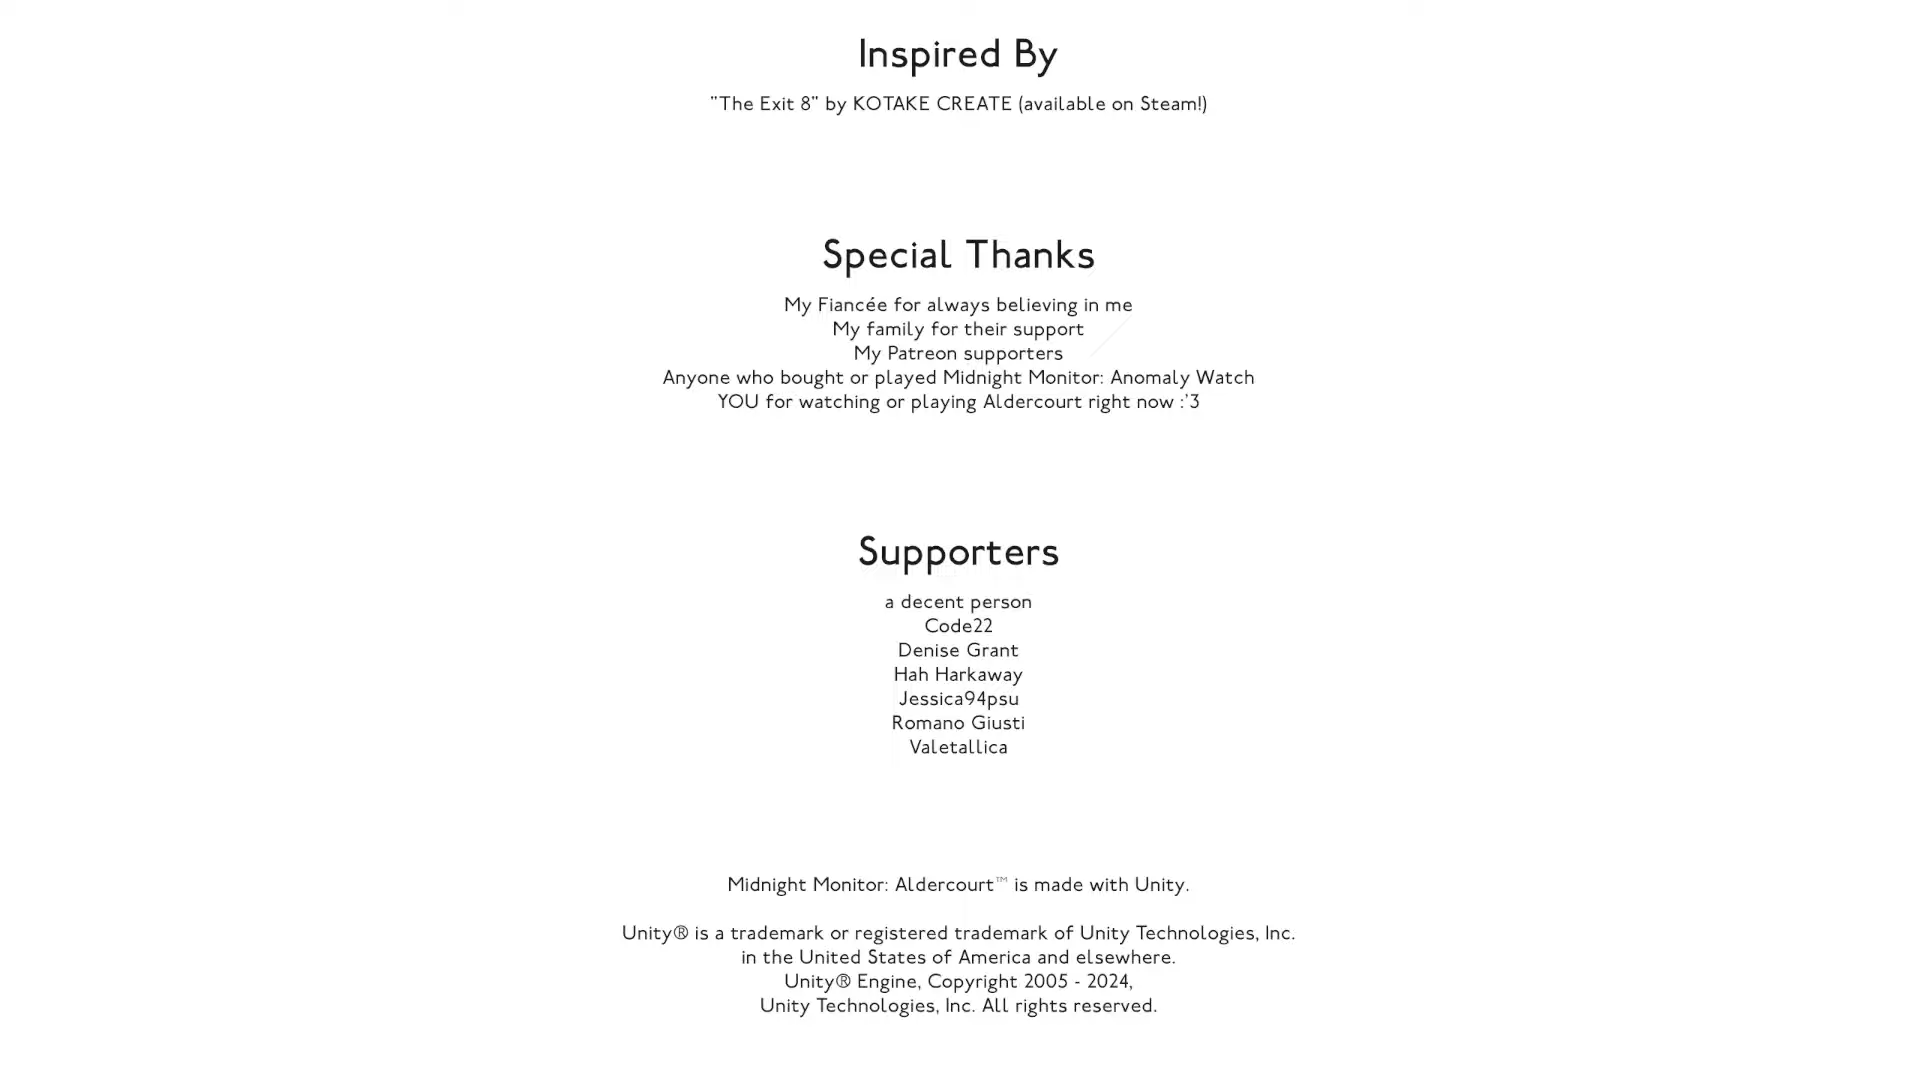 Inspired By
"The Exit 8" by KOTAKE CREATE (available on Steam!)
Special Thanks
My Fiancée for always believing in me
My family for their support
My Patreon supporters
Anyone who bought or played Midnight Monitor: Anomaly Watch
YOU for watching or playing Aldercourt right now :'3
Supporters
a decent person
Code22
Denise Grant
Hah Harkaway
Jessica94psu
Romano Giusti
Valetallica
Midnight Monitor: Aldercourt™ is made with Unity.
Unity® is a trademark or registered trademark of Unity Technologies, Inc.
in the United States of America and elsewhere.
Unity® Engine, Copyright 2005 - 2024,
Unity Technologies, Inc. All rights reserved.